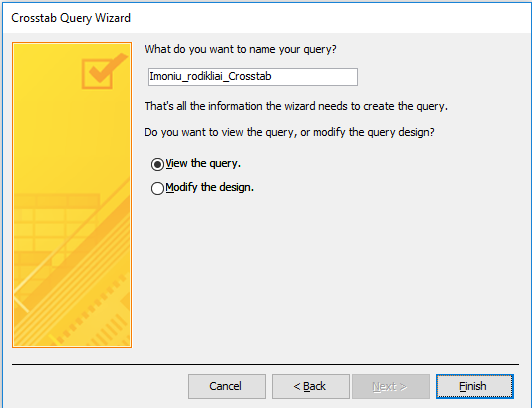 Crosstab Query Wizard
What do you want to name your query?
Imoniu_rodikliai_Crosstab
That's all the information the wizard needs to create the query.
Do you want to view the query, or modify the query design?
View the query.
Modify the design.
Cancel
< Back
Next >
Finish